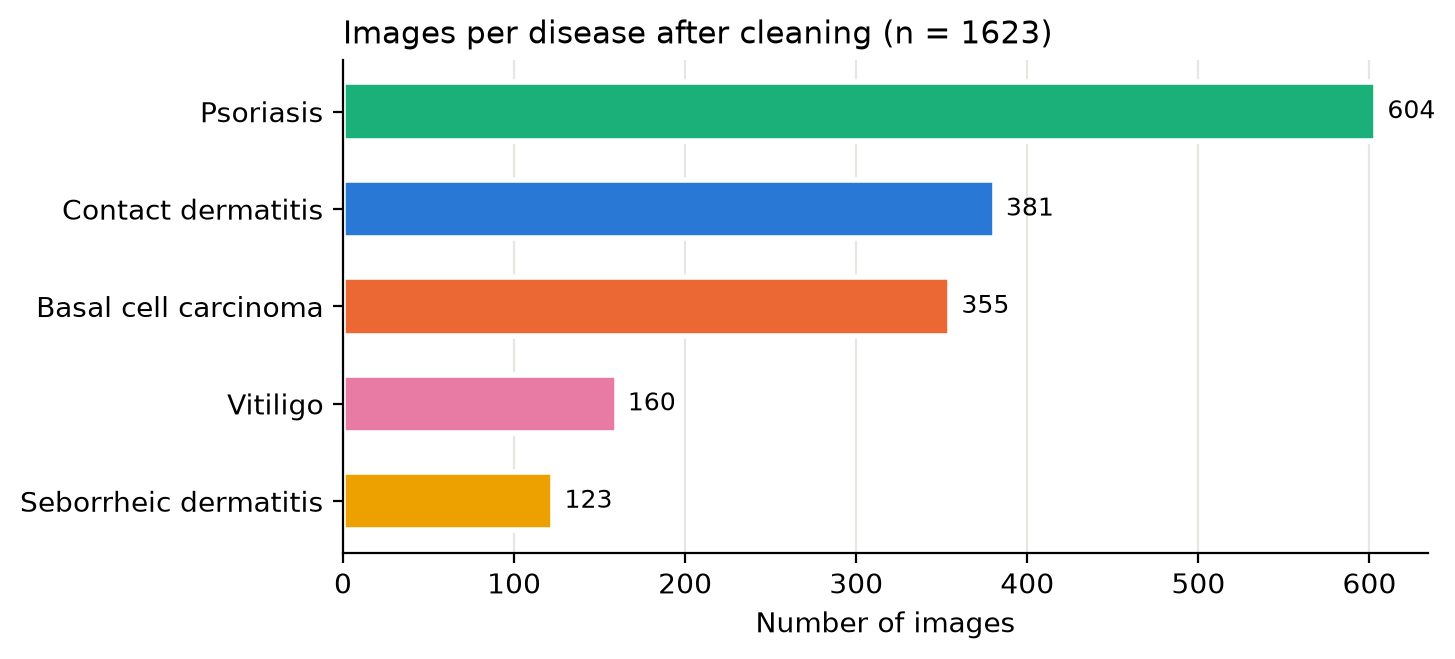 Images per disease after cleaning (n = 1623)
Psoriasis 604
Contact dermatitis 381
Basal cell carcinoma 355
Vitiligo 160
Seborrheic dermatitis 123
0 100 200 300 400 500 600
Number of images